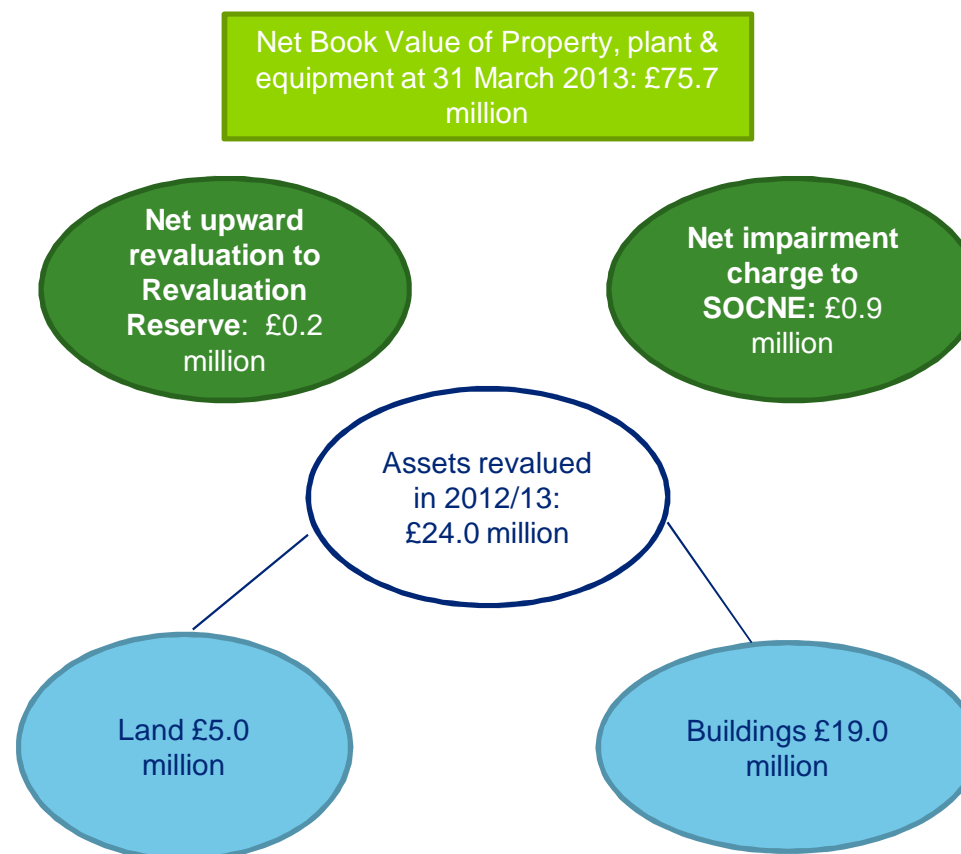 Net Book Value of Property, plant &
equipment at 31 March 2013: £75.7
million
Net upward
revaluation to
Revaluation
Reserve:  £0.2
million
Net impairment
charge to
SOCNE: £0.9
million
Assets revalued
in 2012/13:
£24.0 million
Land £5.0
million
Buildings £19.0
million